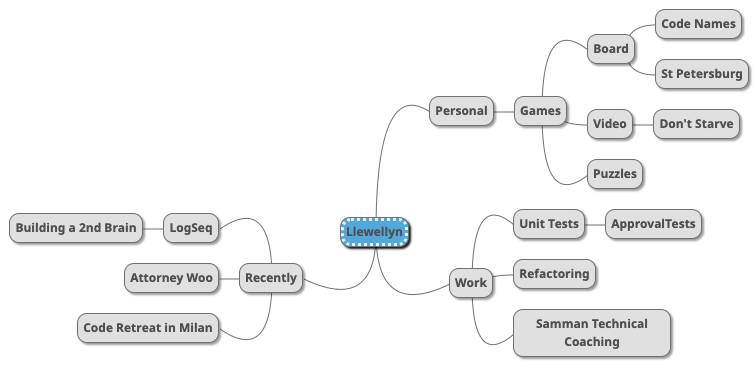 Code Names
Board
St Petersburg
Personal
Games
Video
Don't Starve
Puzzles
Llewellyn
Building a 2nd Brain
LogSeq
Unit Tests
ApprovalTests
Attorney Woo
Recently
Work
Refactoring
Code Retreat in Milan
Samman Technical
Coaching